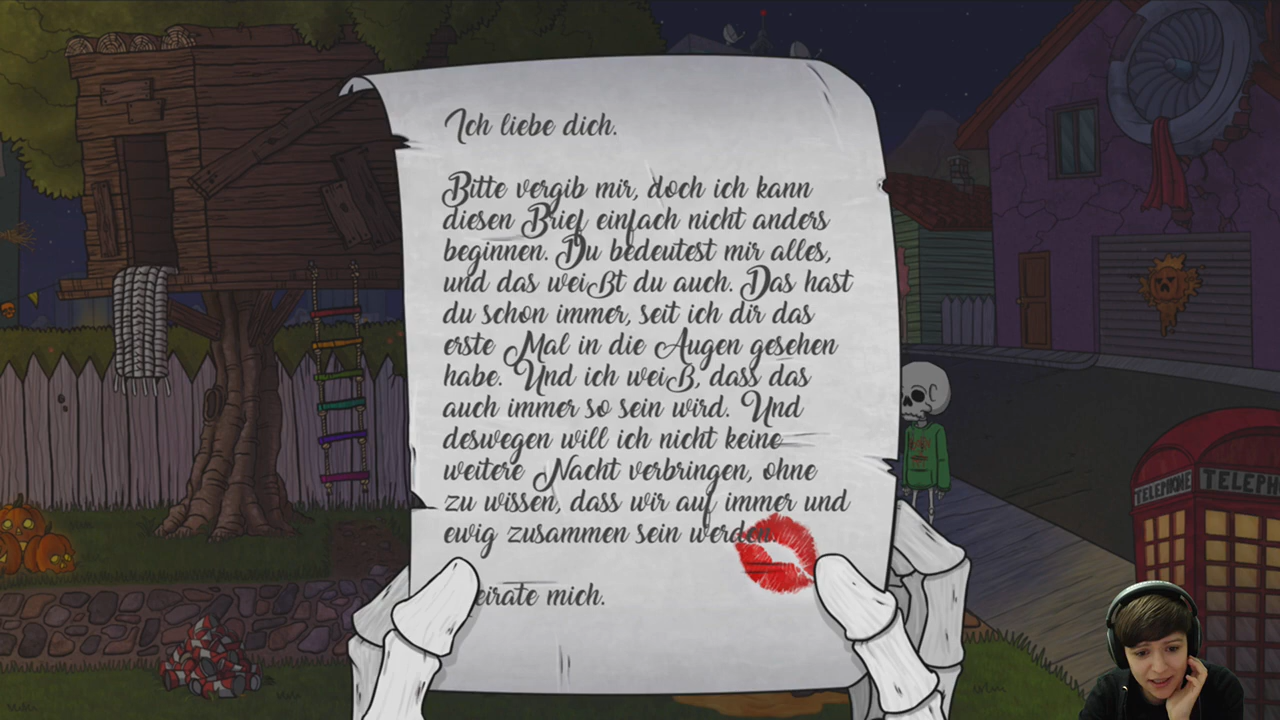 Ich liebe dich.
Bitte vergib mir, doch ich kann
diesen Brief einfach nicht anders
beginnen. Du bedeutest mir alles,
und das weißt du auch. Das hast
du schon immer, seit ich dir das
erste Mal in die Augen gesehen
habe. Und ich weiß, dass das
auch immer so sein wird. Und
deswegen will ich nicht keine
weitere Nacht verbringen, ohne
zu wissen, dass wir auf immer und
ewig zusammen sein werden.
eirate mich.
TELEPHONE
TELEPH